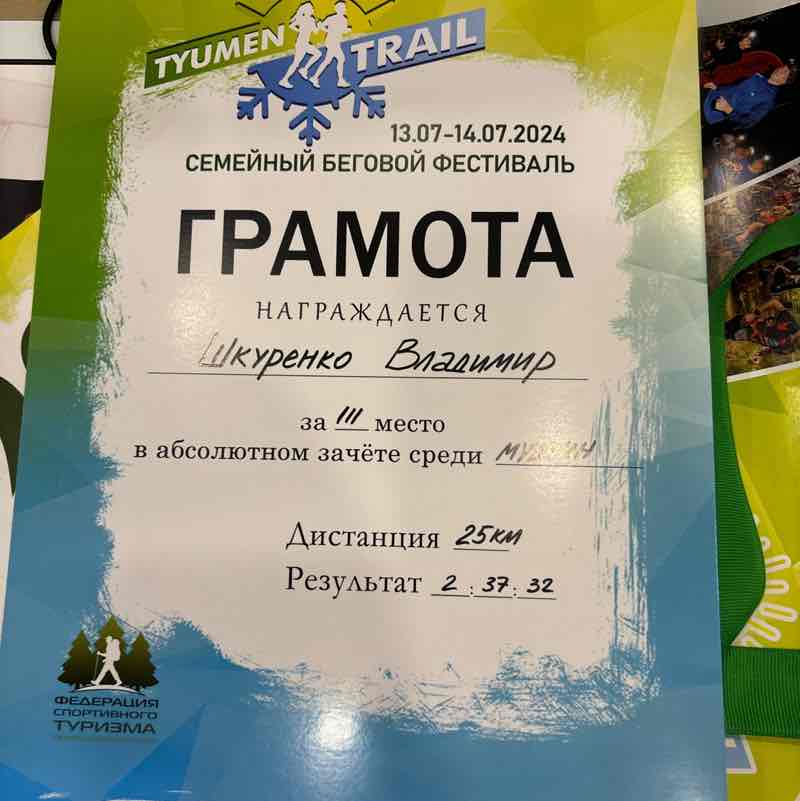 TYUMEN TRAIL
13.07-14.07.2024
СЕМЕЙНЫЙ БЕГОВОЙ ФЕСТИВАЛЬ
ГРАМОТА
НАГРАЖДАЕТСЯ
Шкуренко Владимир
за III место
в абсолютном зачёте среди мужчин
Дистанция 25км
Результат 2 : 37 : 32
ФЕДЕРАЦИЯ
СПОРТИВНОГО
ТУРИЗМА